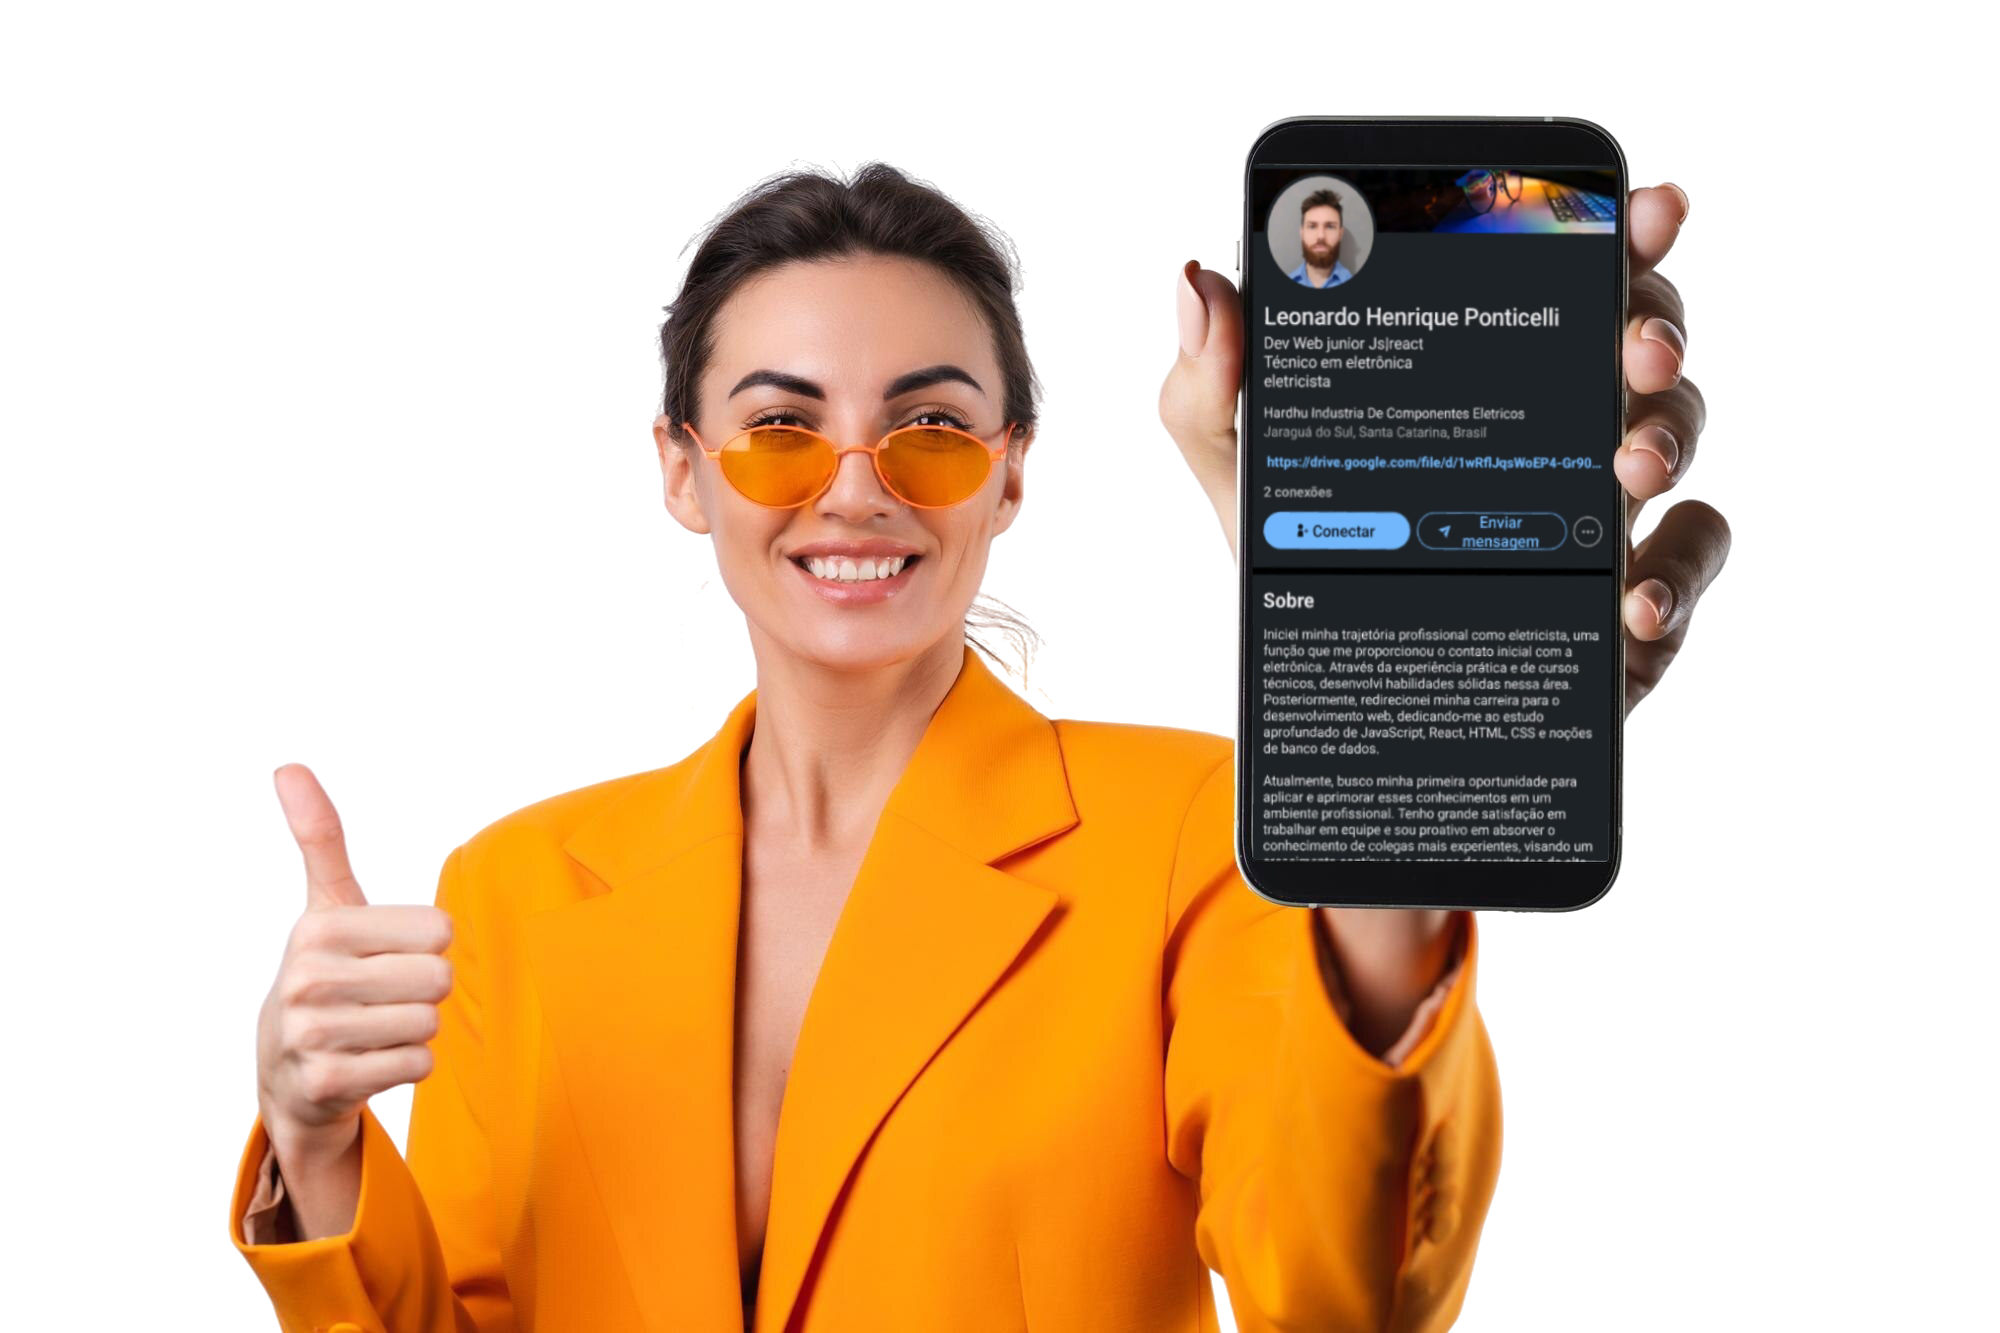 Leonardo Henrique Ponticelli
Dev Web junior Js|react
Técnico em eletrônica
eletricista
Hardhu Industria De Componentes Eletricos
Jaraguá do Sul, Santa Catarina, Brasil
https://drive.google.com/file/d/1wRflJqsWoEP4-Gr90...
2 conexões
Conectar
Enviar
mensagem
Sobre
Iniciei minha trajetória profissional como eletricista, uma
função que me proporcionou o contato inicial com a
eletrônica. Através da experiência prática e de cursos
técnicos, desenvolvi habilidades sólidas nessa área.
Posteriormente, redirecionei minha carreira para o
desenvolvimento web, dedicando-me ao estudo
aprofundado de JavaScript, React, HTML, CSS e noções
de banco de dados.
Atualmente, busco minha primeira oportunidade para
aplicar e aprimorar esses conhecimentos em um
ambiente profissional. Tenho grande satisfação em
trabalhar em equipe e sou proativo em absorver o
conhecimento de colegas mais experientes, visando um